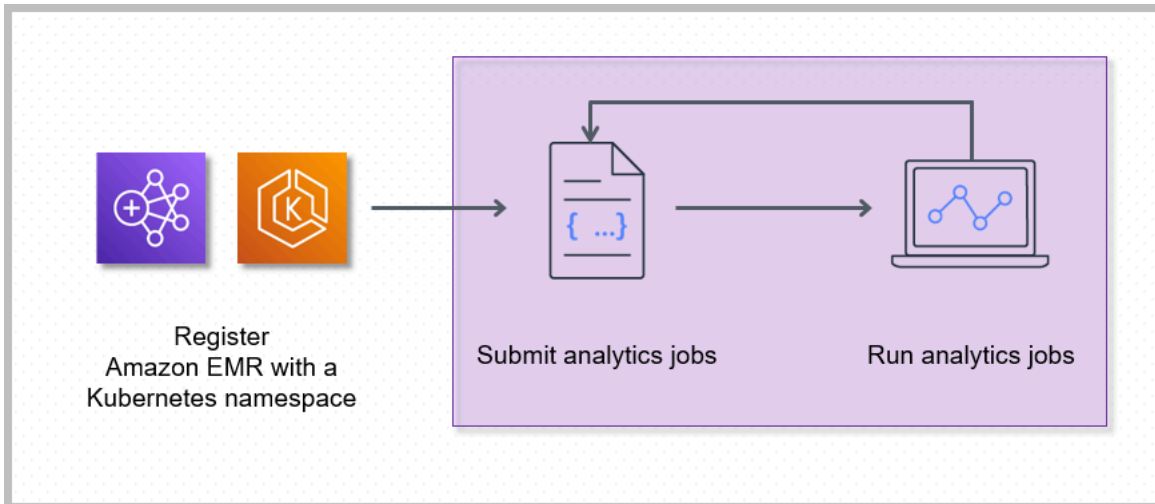 Register
Amazon EMR with a
Kubernetes namespace
{ ...}
Submit analytics jobs
Run analytics jobs
K